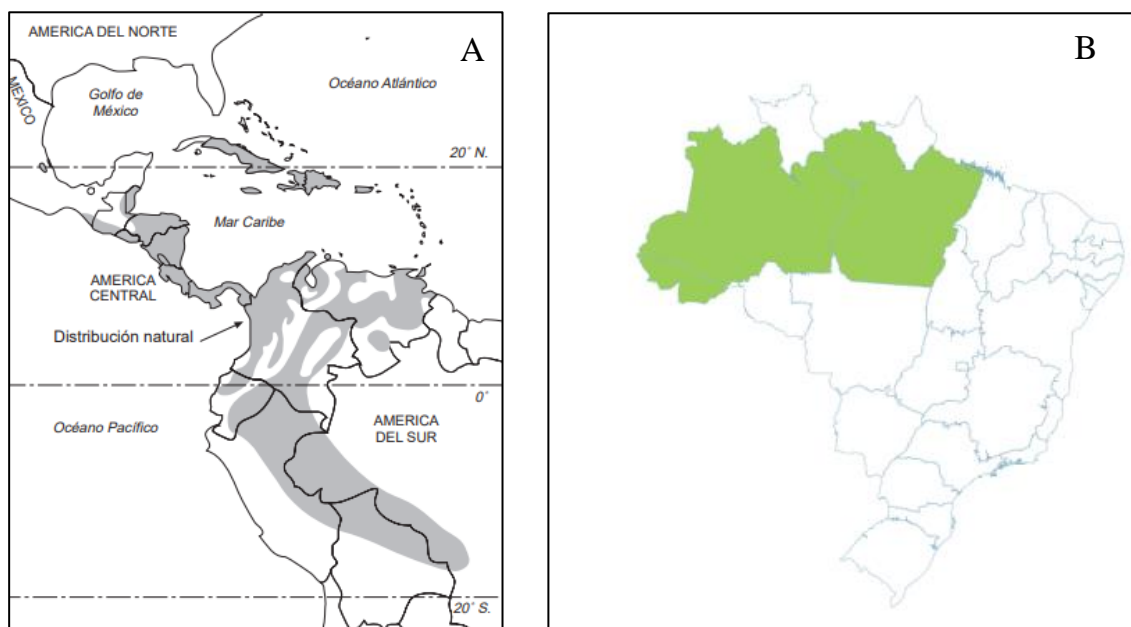 AMERICA DEL NORTE
A
MEXICO
Golfo de
México
Océano Atlántico
20° N.
Mar Caribe
AMERICA
CENTRAL
Distribución natural
0°
Océano Pacífico
AMERICA
DEL SUR
20° S.
B